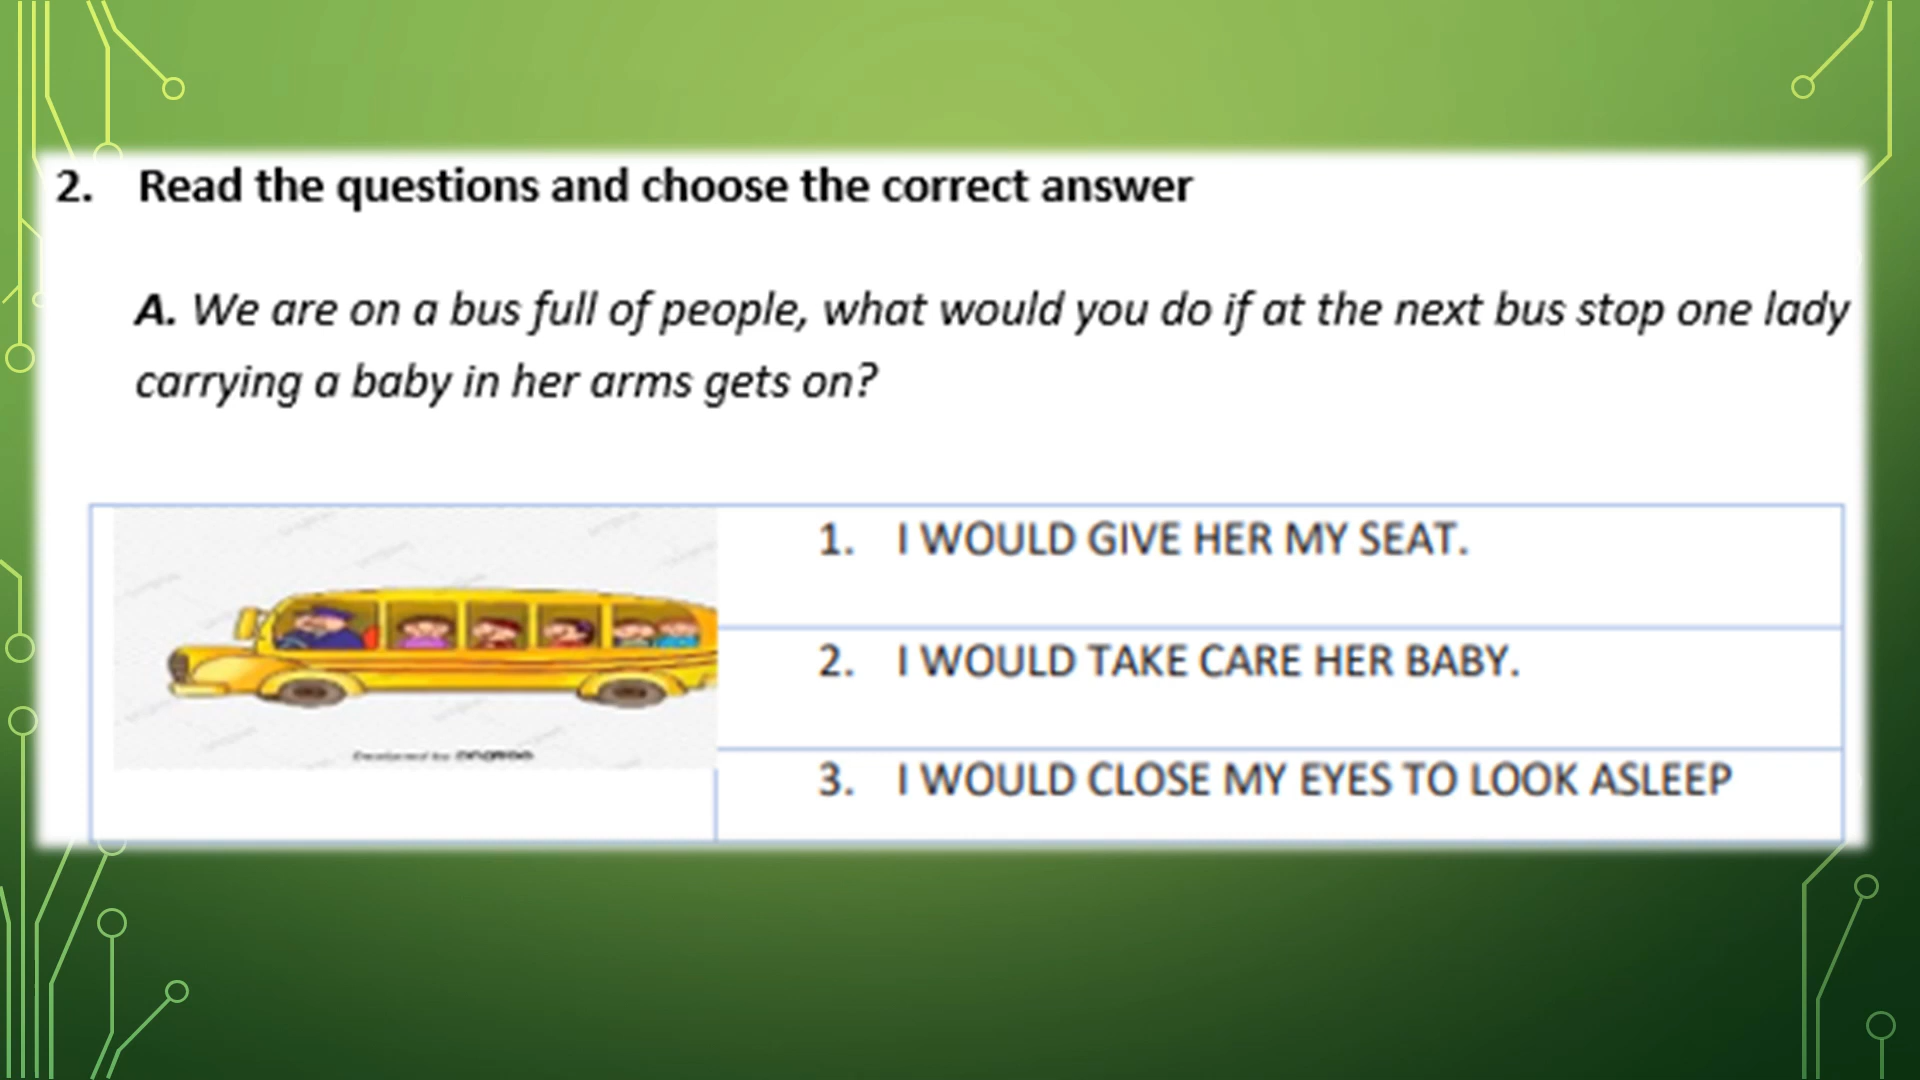 2. Read the questions and choose the correct answer
A. We are on a bus full of people, what would you do if at the next bus stop one lady
carrying a baby in her arms gets on?
1. I WOULD GIVE HER MY SEAT.
2. I WOULD TAKE CARE HER BABY.
3. I WOULD CLOSE MY EYES TO LOOK ASLEEP